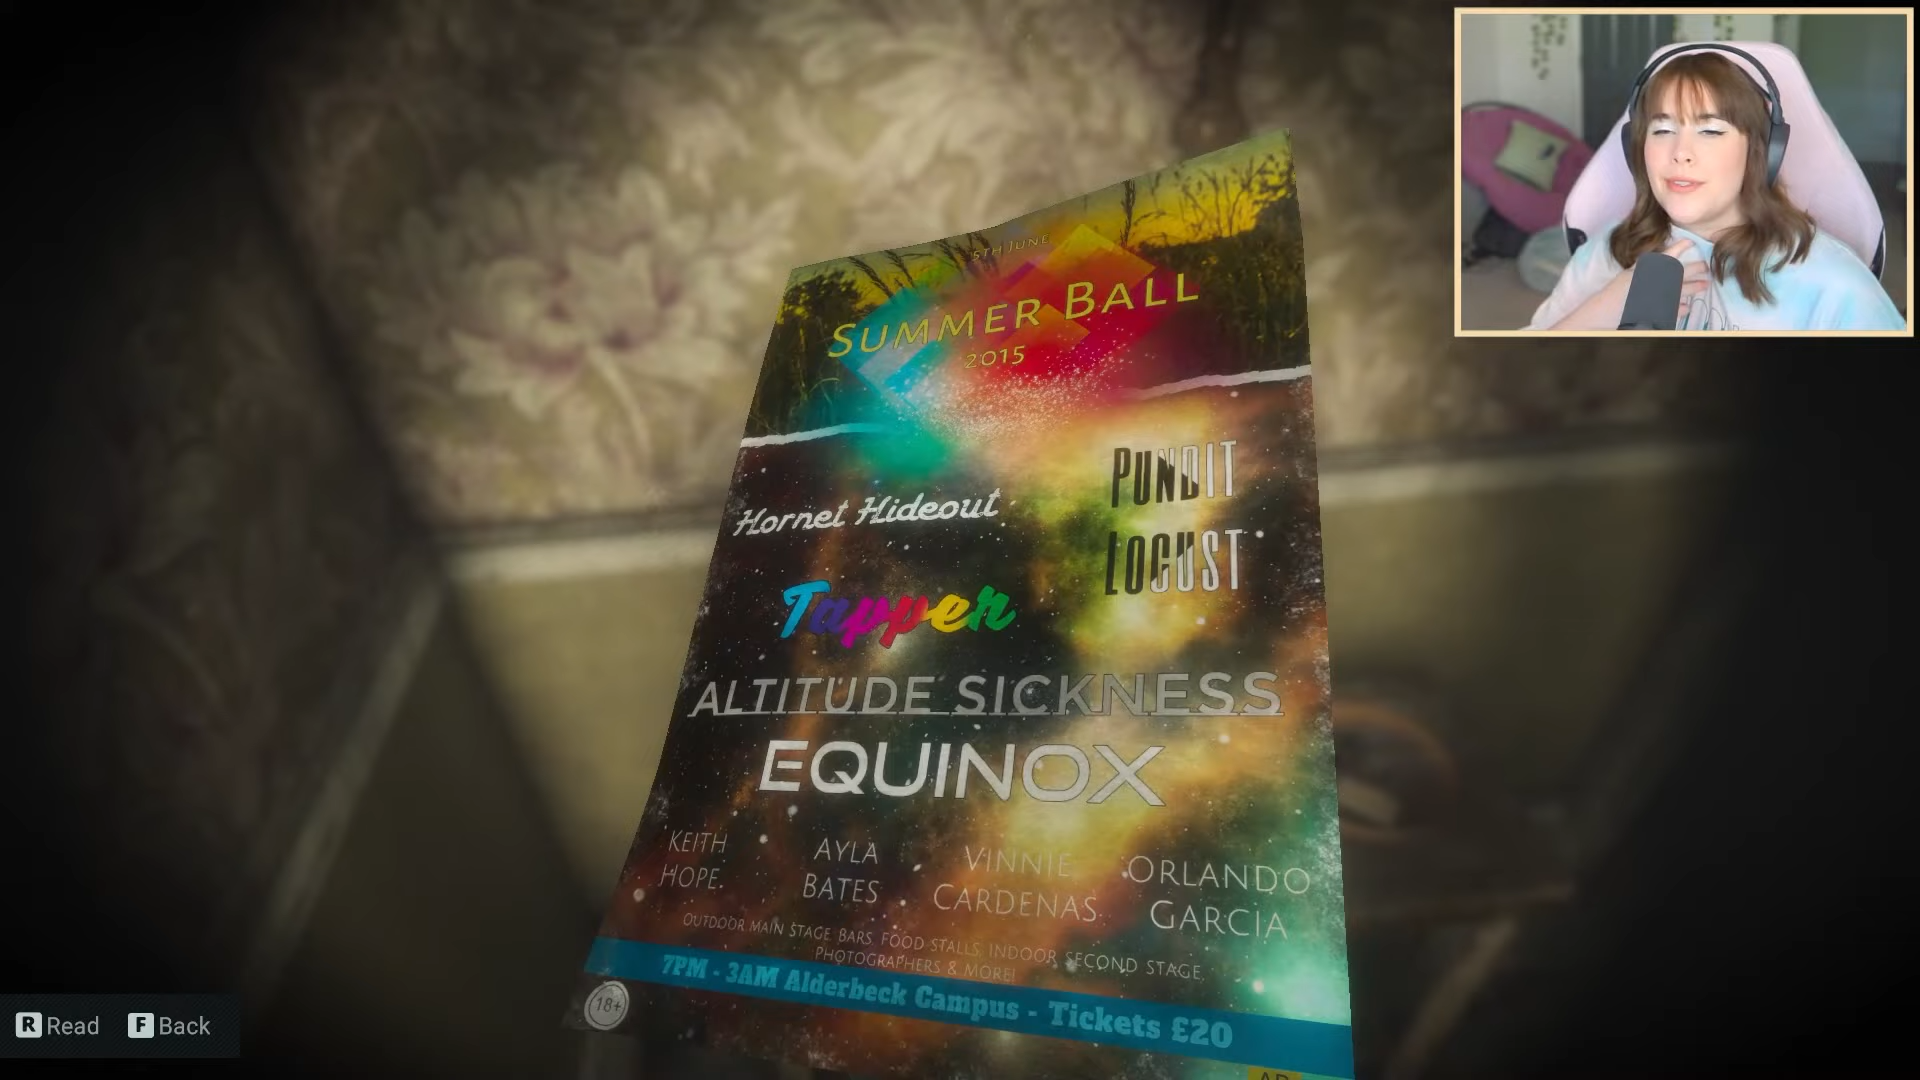 5TH JUNE
SUMMER BALL
2015
Hornet Hideout
PUNDIT
LOCUST
Tapper
ALTITUDE SICKNESS
EQUINOX
KEITH
HOPE
AYLA
BATES
VINNIE
CARDENAS
ORLANDO
GARCIA
OUTDOOR MAIN STAGE, BARS, FOOD STALLS, INDOOR SECOND STAGE,
PHOTOGRAPHERS & MORE!
7PM - 3AM Alderbeck Campus - Tickets £20
18+
R Read F Back